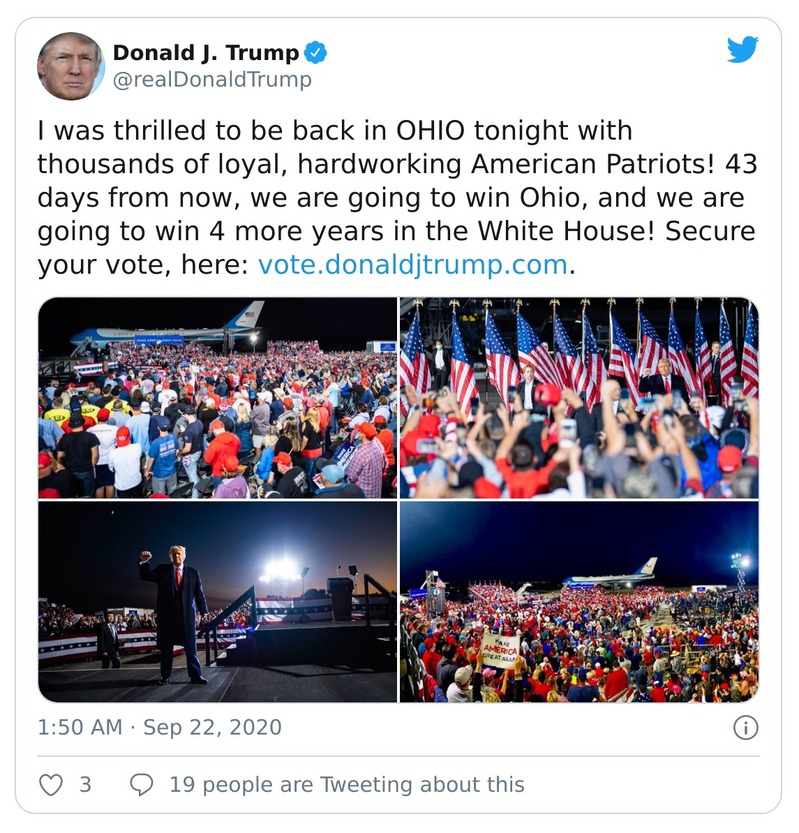 Donald J. Trump
@realDonaldTrump
I was thrilled to be back in OHIO tonight with
thousands of loyal, hardworking American Patriots! 43
days from now, we are going to win Ohio, and we are
going to win 4 more years in the White House! Secure
your vote, here: vote.donaldjtrump.com.
MAKE
AMERICA
GREAT AGAIN
1:50 AM · Sep 22, 2020
3
19 people are Tweeting about this